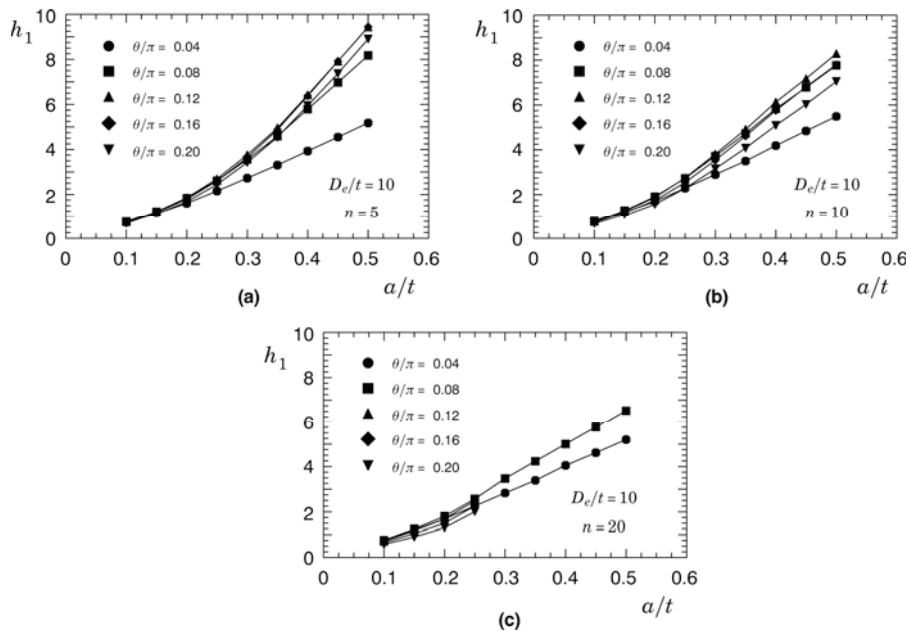 10
h₁
8
6
4
2
0
● θ/π = 0.04
■ θ/π = 0.08
▲ θ/π = 0.12
◆ θ/π = 0.16
▼ θ/π = 0.20
Dₑ/t = 10
n = 5
0 0.1 0.2 0.3 0.4 0.5 0.6
a/t
(a)
10
h₁
8
6
4
2
0
● θ/π = 0.04
■ θ/π = 0.08
▲ θ/π = 0.12
◆ θ/π = 0.16
▼ θ/π = 0.20
Dₑ/t = 10
n = 10
0 0.1 0.2 0.3 0.4 0.5 0.6
a/t
(b)
10
h₁
8
6
4
2
0
● θ/π = 0.04
■ θ/π = 0.08
▲ θ/π = 0.12
◆ θ/π = 0.16
▼ θ/π = 0.20
Dₑ/t = 10
n = 20
0 0.1 0.2 0.3 0.4 0.5 0.6
a/t
(c)